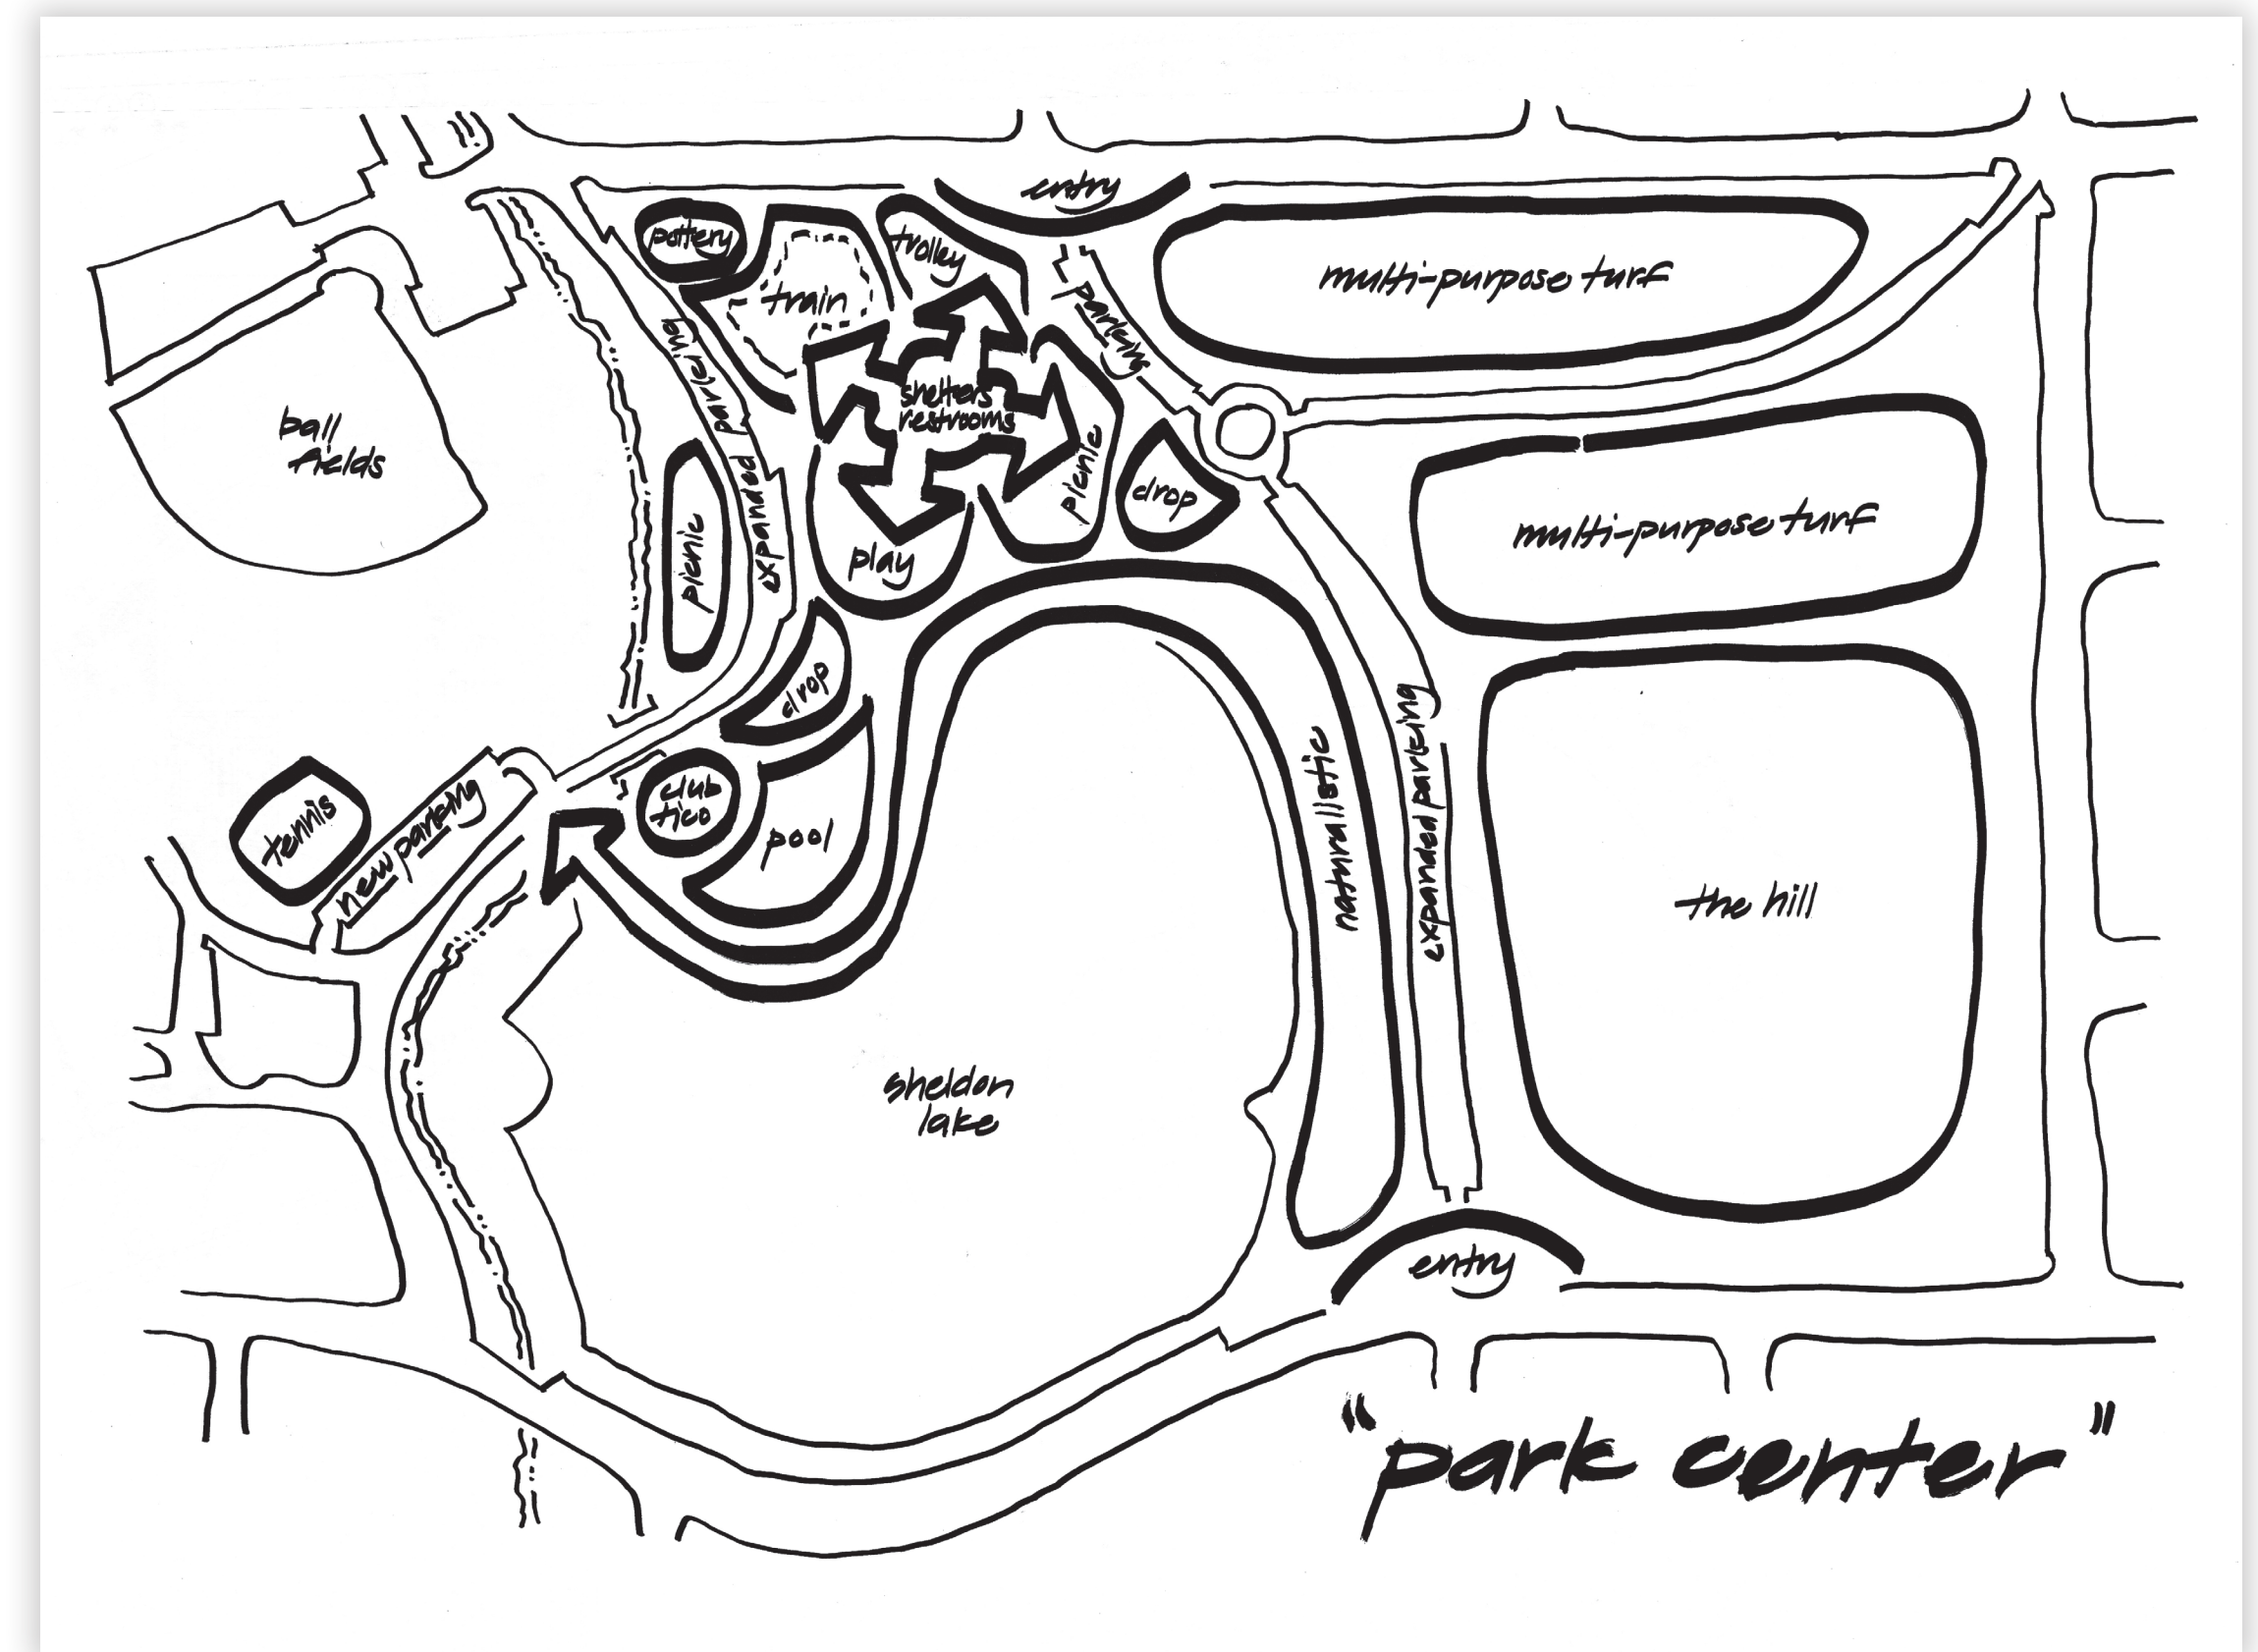 entry
pottery
trolley
train
multi-purpose turf
parking
shelters
restrooms
ball
fields
expanded parking
picnic
picnic
drop
play
multi-purpose turf
drop
club
tico
pool
tennis
new parking
naturalistic
expanded parking
the hill
sheldon
lake
entry
"park center"